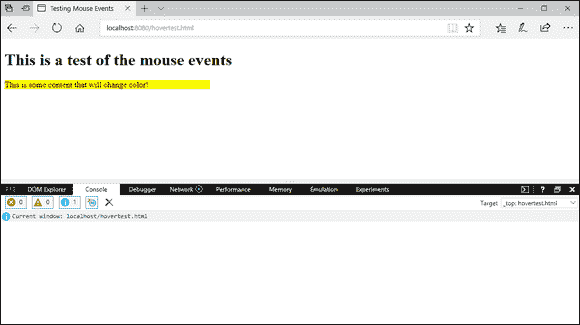 Testing Mouse Events
localhost:8080/hovertest.html
This is a test of the mouse events
This is some content that will change color!
DOM Explorer Console Debugger Network Performance Memory Emulation Experiments
0 0 1 Target _top: hovertest.html
Current window: localhost/hovertest.html